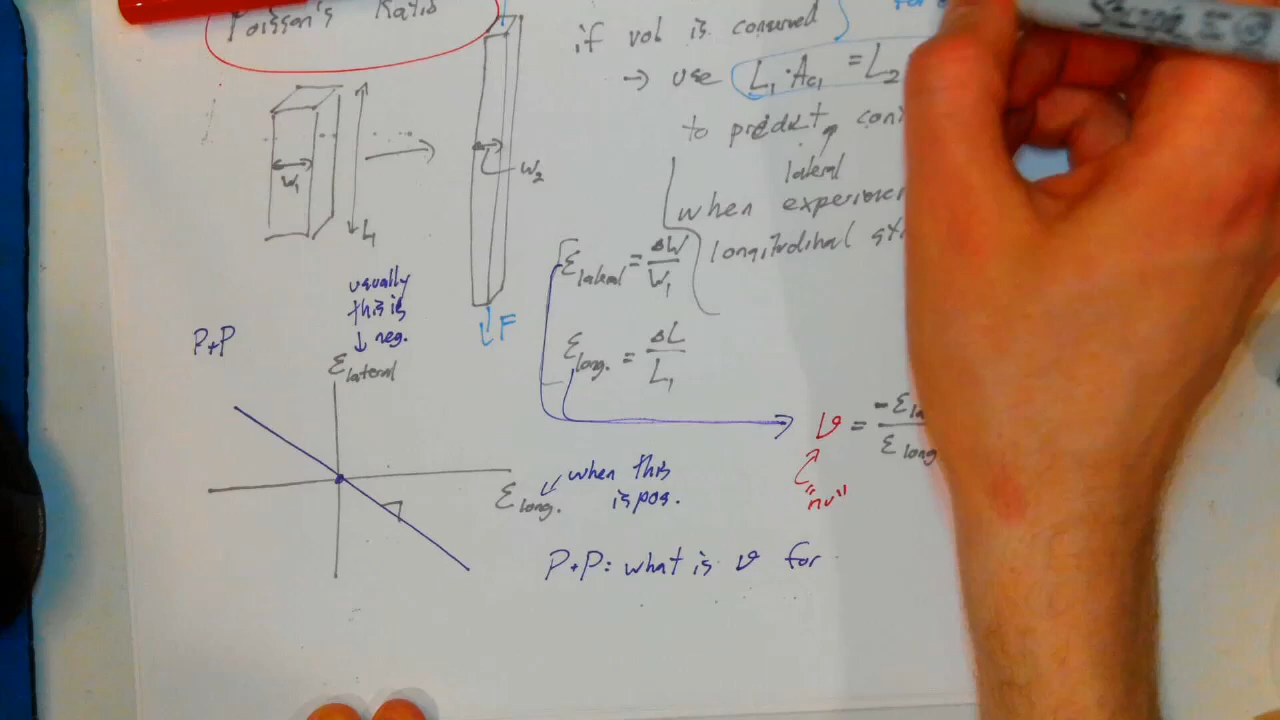 Poisson's Ratio
if vol is conserved
→ use L₁·A꜀₁ = L₂
to predict
lateral
when
longitudinal
W₁
L₁
W₂
F
usually
this is
↓ neg.
P+P
Ɛ lateral
Ɛ lateral = ΔW/W₁
Ɛ long. = ΔL/L₁
Ɛ long.
when this
is pos.
ν = -Ɛ / Ɛ long
"nu"
P+P: what is ν for
Sharpie